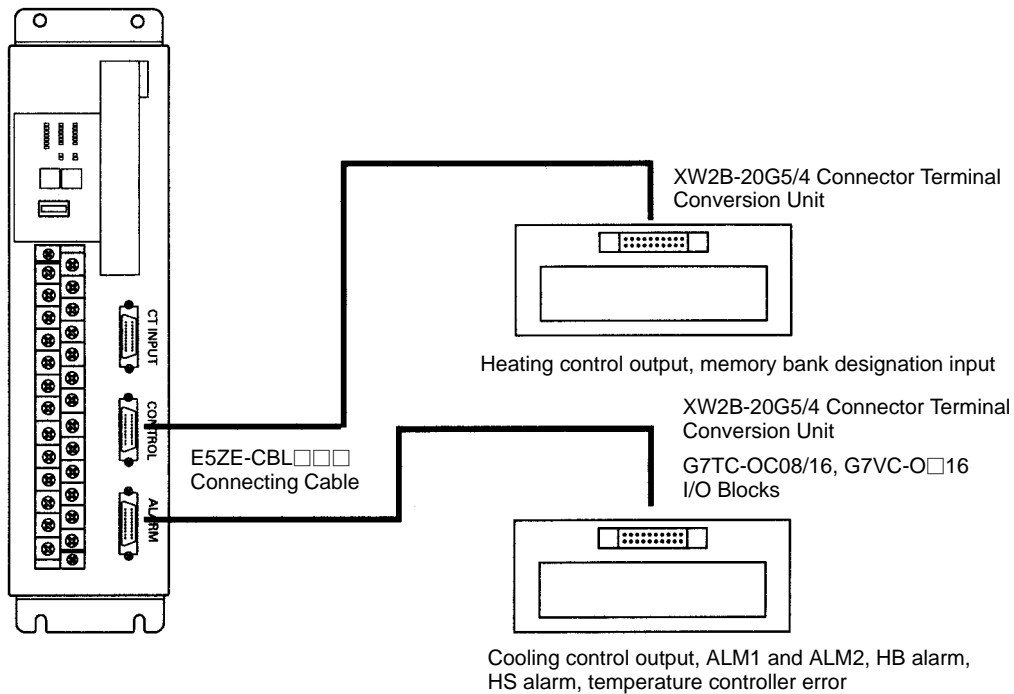 XW2B-20G5/4 Connector Terminal
Conversion Unit
CT INPUT
Heating control output, memory bank designation input
CONTROL
XW2B-20G5/4 Connector Terminal
Conversion Unit
E5ZE-CBL□□□
Connecting Cable
G7TC-OC08/16, G7VC-O□16
I/O Blocks
ALARM
Cooling control output, ALM1 and ALM2, HB alarm,
HS alarm, temperature controller error